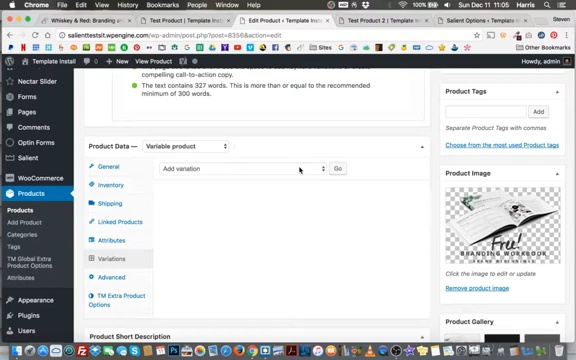 Chrome File Edit View History Bookmarks People Window Help
100% Sun Dec 11 11:05 Harris
Whiskey & Red: Branding an
Test Product | Template Inst
Edit Product ‹ Template Inst
Test Product 2 | Template In
Salient Options ‹ Template In
Steven
salienttestsit.wpengine.com/wp-admin/post.php?post=8356&action=edit
Sites
Other Bookmarks
Template Install
New
View Product
Howdy, admin
Nectar Slider
Forms
Pages
Comments
Optin Forms
Salient
WooCommerce
Products
Products
Add Product
Categories
Tags
TM Global Extra
Product Options
Attributes
Appearance
Plugins
Users
compelling call-to-action copy.
The text contains 327 words. This is more than or equal to the recommended
minimum of 300 words.
Product Data — Variable product
General
Inventory
Shipping
Linked Products
Attributes
Variations
Advanced
TM Extra Product
Options
Add variation
Go
Product Short Description
Product Tags
Add
Separate Product Tags with commas
Choose from the most used Product tags
Product Image
Free!
BRANDING WORKBOOK
Click the image to edit or update
Remove product image
Product Gallery